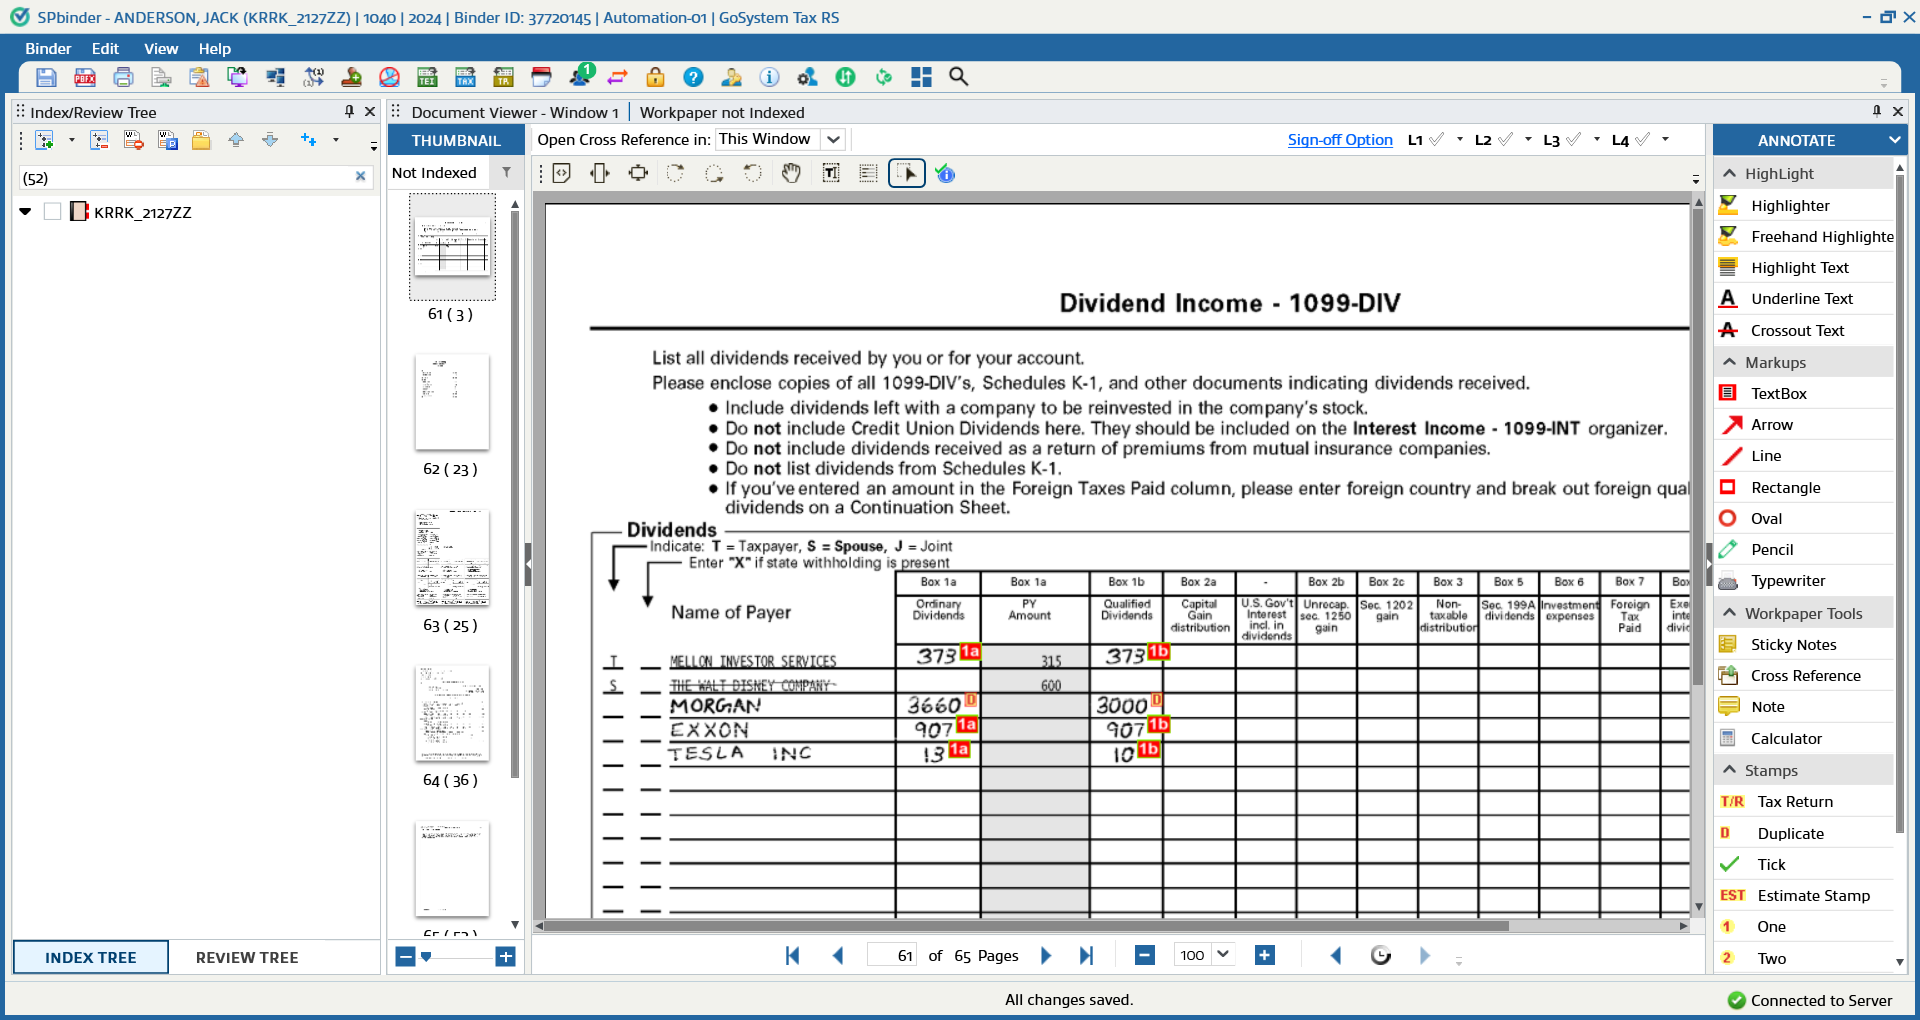 SPbinder - ANDERSON, JACK (KRRK_2127ZZ) | 1040 | 2024 | Binder ID: 37720145 | Automation-01 | GoSystem Tax RS
Binder Edit View Help
1
Index/Review Tree
(52)
KRRK_2127ZZ
INDEX TREE REVIEW TREE
Document Viewer - Window 1 | Workpaper not Indexed
THUMBNAIL
Not Indexed
61 ( 3 )
62 ( 23 )
63 ( 25 )
64 ( 36 )
Open Cross Reference in: This Window
Sign-off Option L1 L2 L3 L4
Dividend Income - 1099-DIV
List all dividends received by you or for your account.
Please enclose copies of all 1099-DIV's, Schedules K-1, and other documents indicating dividends received.
• Include dividends left with a company to be reinvested in the company's stock.
• Do not include Credit Union Dividends here. They should be included on the Interest Income - 1099-INT organizer.
• Do not include dividends received as a return of premiums from mutual insurance companies.
• Do not list dividends from Schedules K-1.
• If you've entered an amount in the Foreign Taxes Paid column, please enter foreign country and break out foreign qual
dividends on a Continuation Sheet.
Dividends
Indicate: T = Taxpayer, S = Spouse, J = Joint
Enter "X" if state withholding is present
Box 1a Box 1a Box 1b Box 2a - Box 2b Box 2c Box 3 Box 5 Box 6 Box 7 Box
Name of Payer
Ordinary Dividends
PY Amount
Qualified Dividends
Capital Gain distribution
U.S. Gov't Interest incl. in dividends
Unrecap. sec. 1250 gain
Sec. 1202 gain
Non-taxable distribution
Sec. 199A dividends
Investment expenses
Foreign Tax Paid
Exe inte divid
T MELLON INVESTOR SERVICES 373 1a 315 373 1b
S THE WALT DISNEY COMPANY 600
MORGAN 3660 D 3000 D
EXXON 907 1a 907 1b
TESLA INC 13 1a 10 1b
61 of 65 Pages 100
ANNOTATE
HighLight
Highlighter
Freehand Highlighte
Highlight Text
Underline Text
Crossout Text
Markups
TextBox
Arrow
Line
Rectangle
Oval
Pencil
Typewriter
Workpaper Tools
Sticky Notes
Cross Reference
Note
Calculator
Stamps
T/R Tax Return
D Duplicate
Tick
EST Estimate Stamp
1 One
2 Two
All changes saved.
Connected to Server